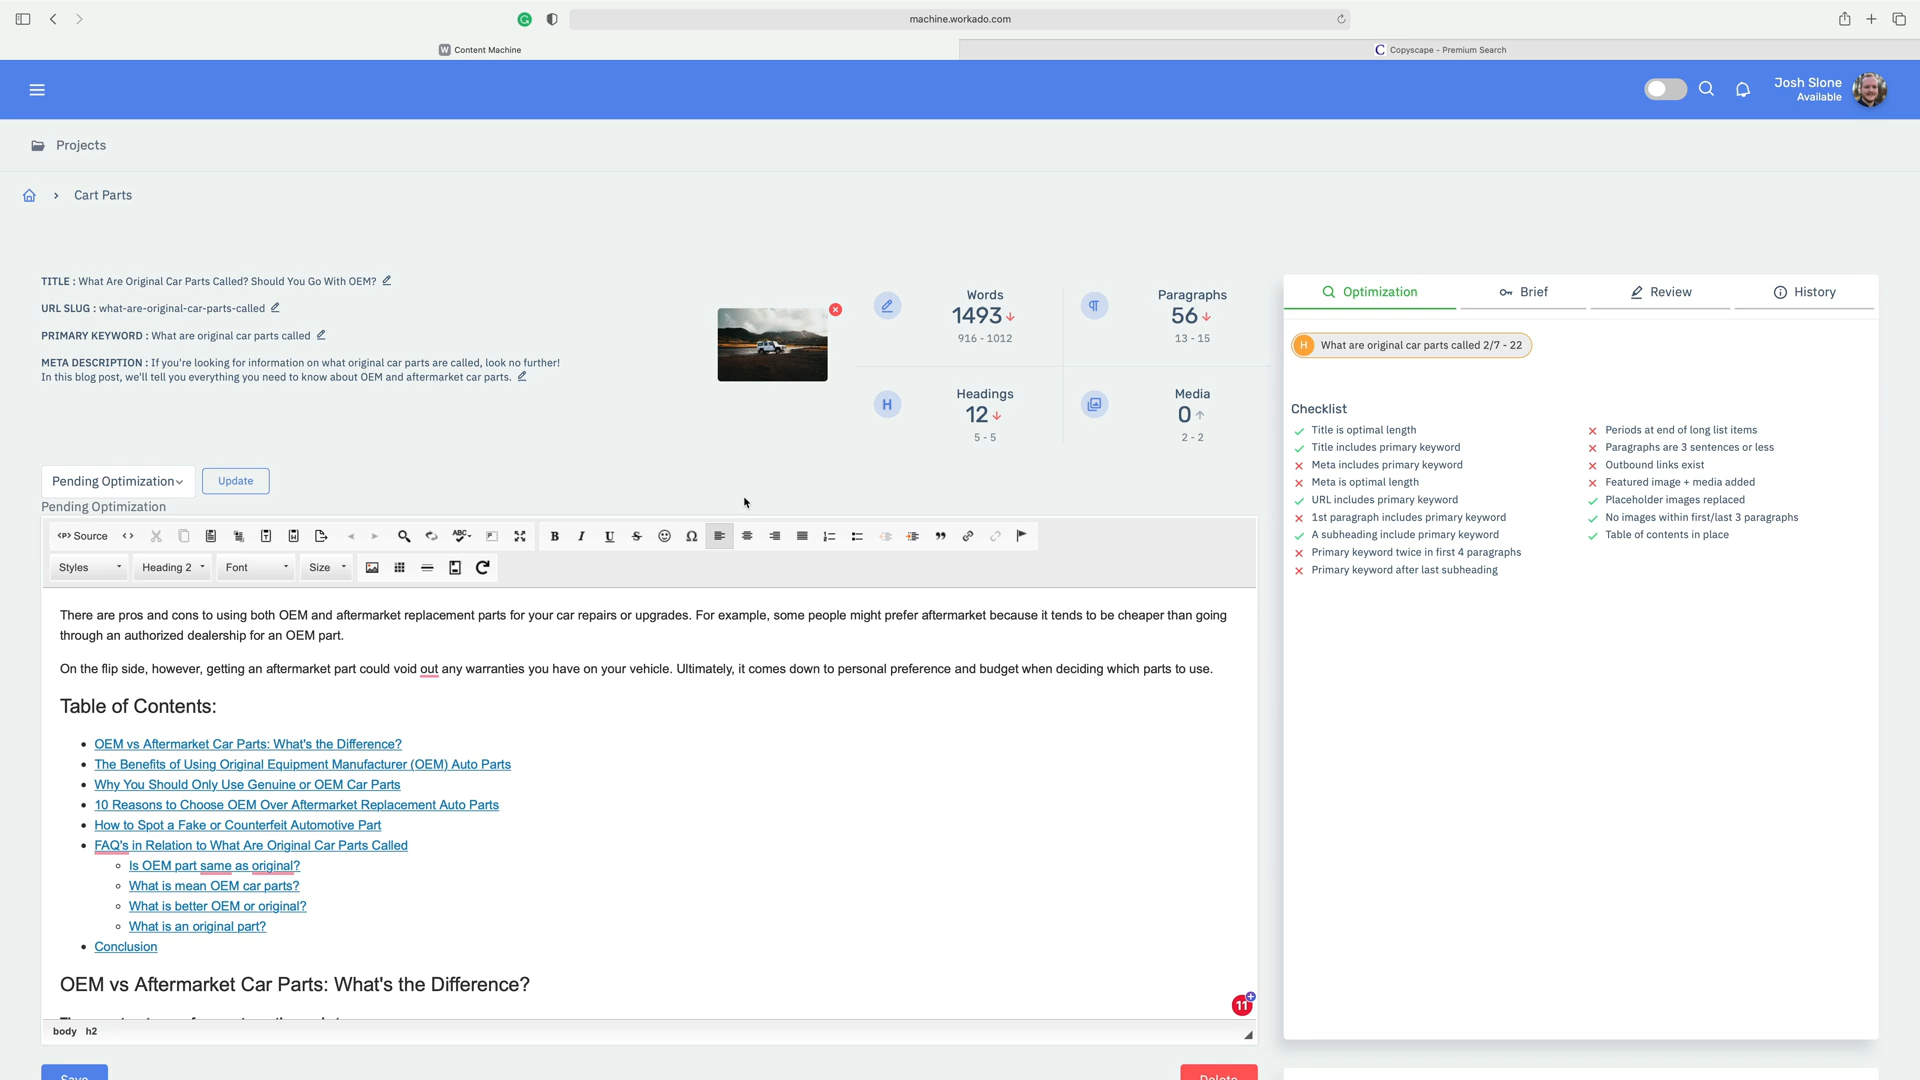 machine.workado.com
W Content Machine
C Copyscape - Premium Search
Josh Slone
Available
Projects
Cart Parts
TITLE : What Are Original Car Parts Called? Should You Go With OEM?
URL SLUG : what-are-original-car-parts-called
PRIMARY KEYWORD : What are original car parts called
META DESCRIPTION : If you're looking for information on what original car parts are called, look no further!
In this blog post, we'll tell you everything you need to know about OEM and aftermarket car parts.
Words
1493
916 - 1012
Paragraphs
56
13 - 15
H
Headings
12
5 - 5
Media
0
2 - 2
Optimization
Brief
Review
History
H What are original car parts called 2/7 - 22
Checklist
Title is optimal length
Title includes primary keyword
Meta includes primary keyword
Meta is optimal length
URL includes primary keyword
1st paragraph includes primary keyword
A subheading include primary keyword
Primary keyword twice in first 4 paragraphs
Primary keyword after last subheading
Periods at end of long list items
Paragraphs are 3 sentences or less
Outbound links exist
Featured image + media added
Placeholder images replaced
No images within first/last 3 paragraphs
Table of contents in place
Pending Optimization
Update
Pending Optimization
Source
ABC
B I U S Ω
Styles Heading 2 Font Size
There are pros and cons to using both OEM and aftermarket replacement parts for your car repairs or upgrades. For example, some people might prefer aftermarket because it tends to be cheaper than going
through an authorized dealership for an OEM part.
On the flip side, however, getting an aftermarket part could void out any warranties you have on your vehicle. Ultimately, it comes down to personal preference and budget when deciding which parts to use.
Table of Contents:
OEM vs Aftermarket Car Parts: What's the Difference?
The Benefits of Using Original Equipment Manufacturer (OEM) Auto Parts
Why You Should Only Use Genuine or OEM Car Parts
10 Reasons to Choose OEM Over Aftermarket Replacement Auto Parts
How to Spot a Fake or Counterfeit Automotive Part
FAQ's in Relation to What Are Original Car Parts Called
Is OEM part same as original?
What is mean OEM car parts?
What is better OEM or original?
What is an original part?
Conclusion
OEM vs Aftermarket Car Parts: What's the Difference?
11
body h2
Save
Delete